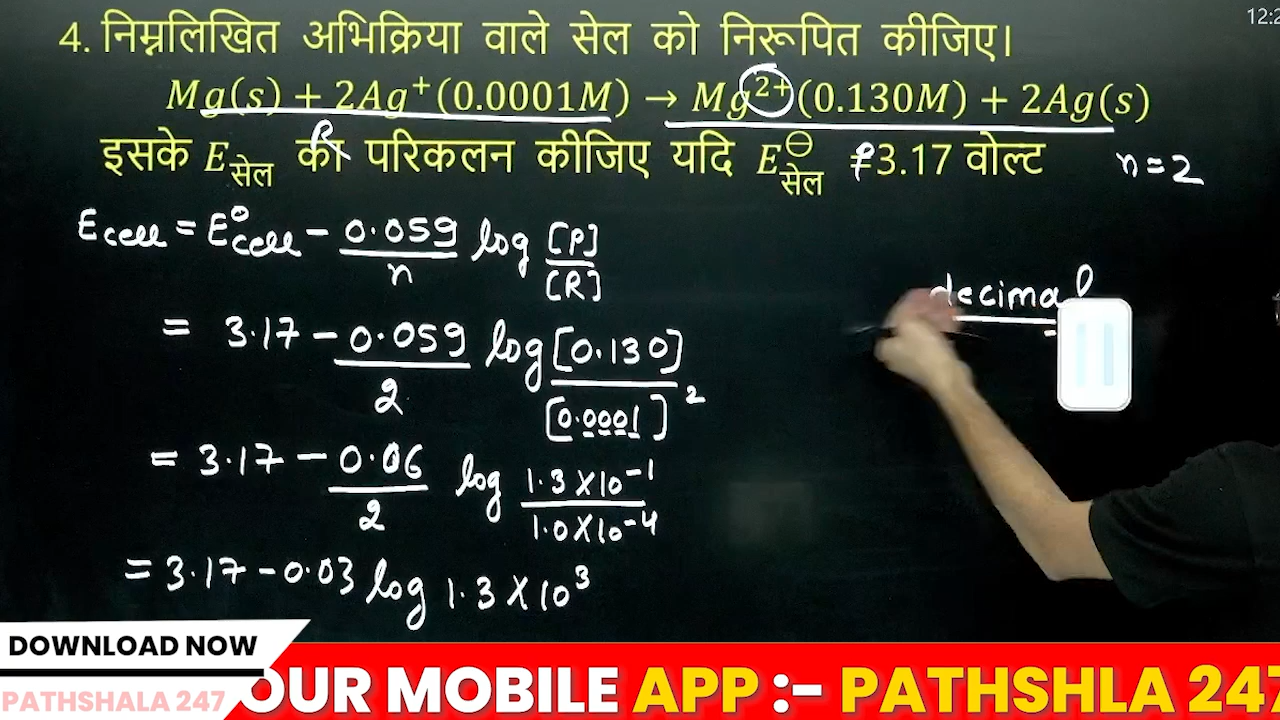 12:2
4. निम्नलिखित अभिक्रिया वाले सेल को निरूपित कीजिए।
Mg(s) + 2Ag⁺(0.0001M) → Mg²⁺(0.130M) + 2Ag(s)
R P
इसके E सेल का परिकलन कीजिए यदि E⊖ सेल = 3.17 वोल्ट n=2
Ecell = E°cell - 0.059/n log [P]/[R]
decimal
= 3.17 - 0.059/2 log [0.130]/[0.0001]²
= 3.17 - 0.06/2 log 1.3×10⁻¹/1.0×10⁻⁴
= 3.17 - 0.03 log 1.3×10³
DOWNLOAD NOW
PATHSHALA 247
OUR MOBILE APP :- PATHSHLA 247